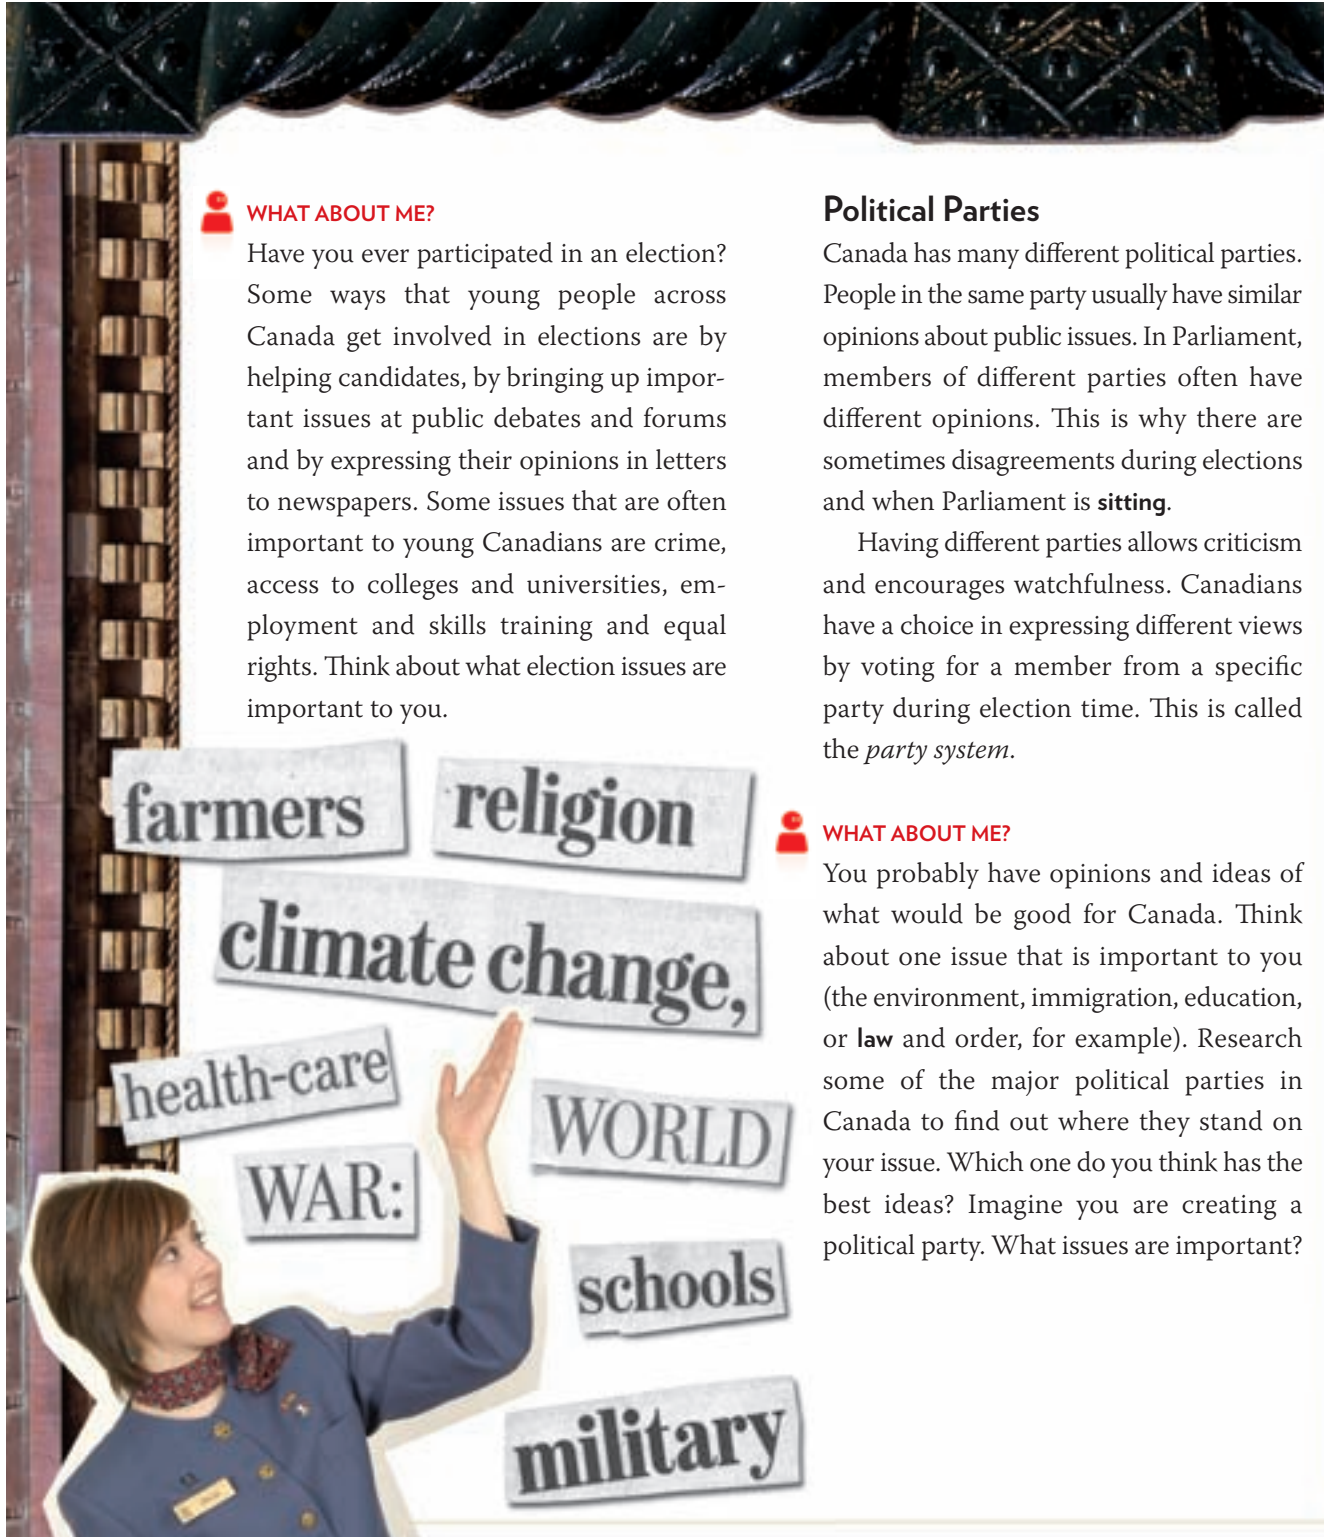 WHAT ABOUT ME?
Have you ever participated in an election?
Some ways that young people across
Canada get involved in elections are by
helping candidates, by bringing up impor-
tant issues at public debates and forums
and by expressing their opinions in letters
to newspapers. Some issues that are often
important to young Canadians are crime,
access to colleges and universities, em-
ployment and skills training and equal
rights. Think about what election issues are
important to you.
farmers
religion
climate change,
health-care
WORLD
WAR:
schools
military
Political Parties
Canada has many different political parties.
People in the same party usually have similar
opinions about public issues. In Parliament,
members of different parties often have
different opinions. This is why there are
sometimes disagreements during elections
and when Parliament is sitting.
Having different parties allows criticism
and encourages watchfulness. Canadians
have a choice in expressing different views
by voting for a member from a specific
party during election time. This is called
the party system.
WHAT ABOUT ME?
You probably have opinions and ideas of
what would be good for Canada. Think
about one issue that is important to you
(the environment, immigration, education,
or law and order, for example). Research
some of the major political parties in
Canada to find out where they stand on
your issue. Which one do you think has the
best ideas? Imagine you are creating a
political party. What issues are important?